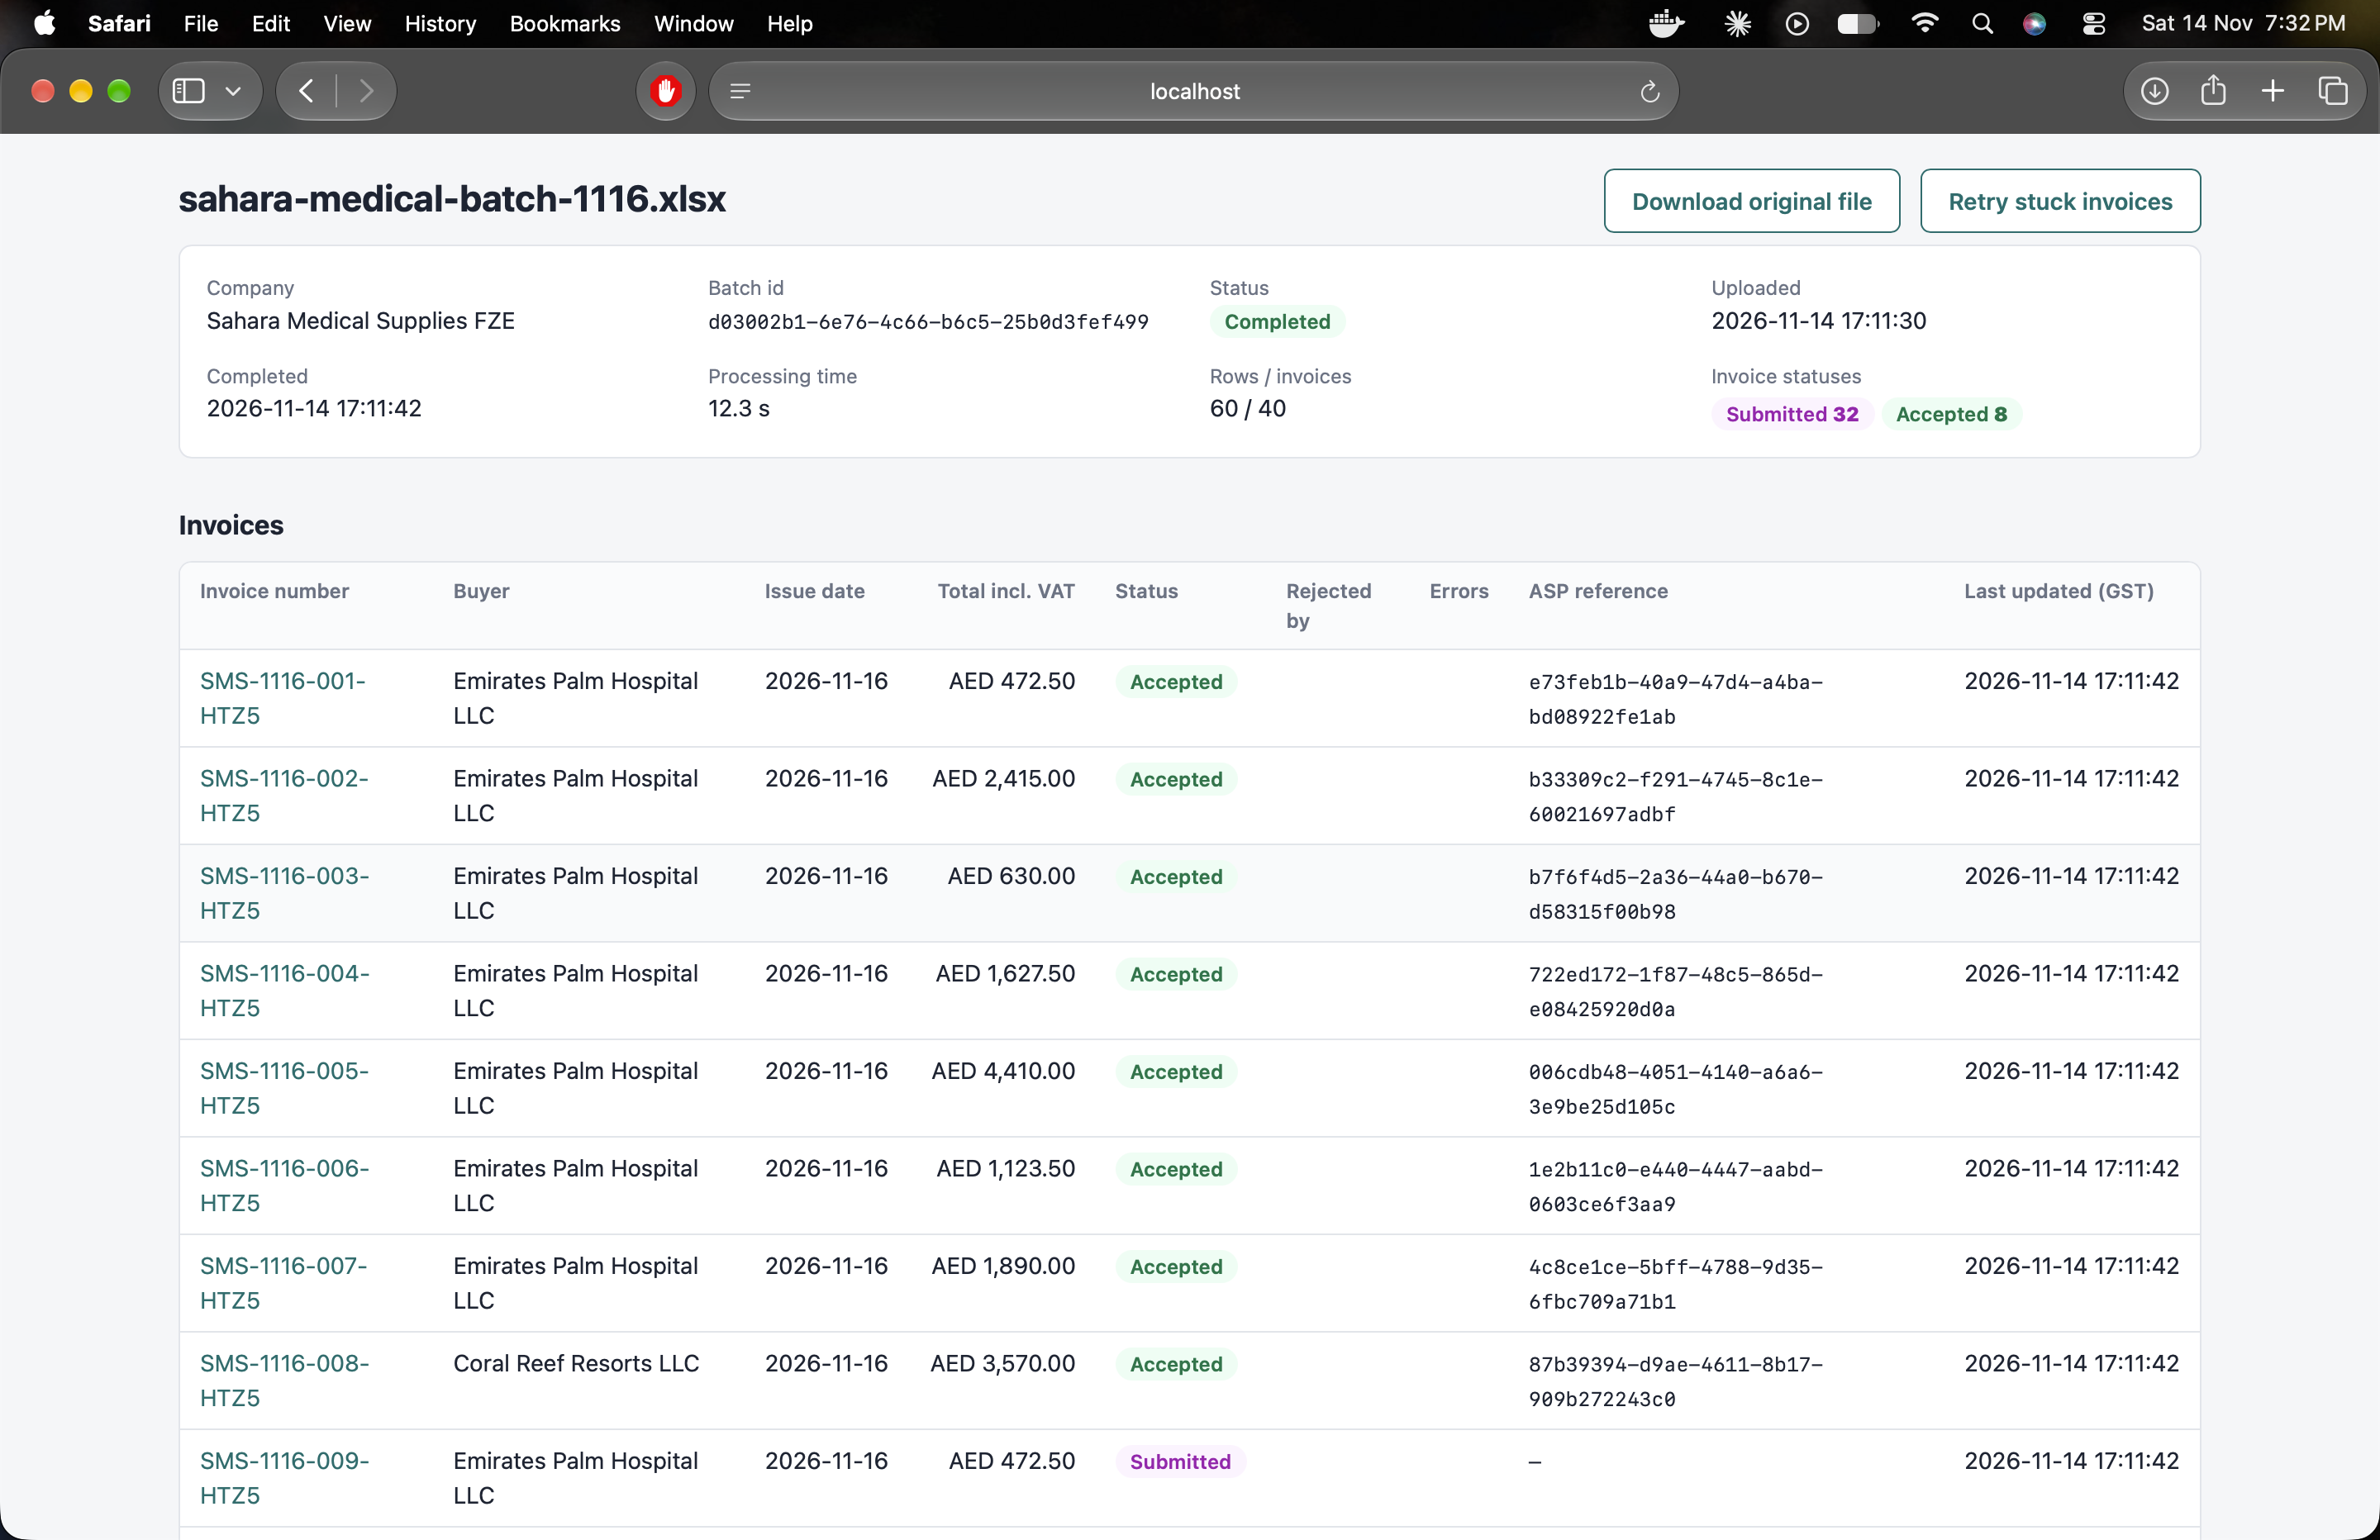 Safari File Edit View History Bookmarks Window Help Sat 14 Nov 7:32 PM
localhost
sahara-medical-batch-1116.xlsx Download original file Retry stuck invoices
Company Batch id Status Uploaded
Sahara Medical Supplies FZE d03002b1-6e76-4c66-b6c5-25b0d3fef499 Completed 2026-11-14 17:11:30
Completed Processing time Rows / invoices Invoice statuses
2026-11-14 17:11:42 12.3 s 60 / 40 Submitted 32 Accepted 8
Invoices
Invoice number Buyer Issue date Total incl. VAT Status Rejected by Errors ASP reference Last updated (GST)
SMS-1116-001- Emirates Palm Hospital 2026-11-16 AED 472.50 Accepted e73feb1b-40a9-47d4-a4ba- 2026-11-14 17:11:42
HTZ5 LLC bd08922fe1ab
SMS-1116-002- Emirates Palm Hospital 2026-11-16 AED 2,415.00 Accepted b33309c2-f291-4745-8c1e- 2026-11-14 17:11:42
HTZ5 LLC 60021697adbf
SMS-1116-003- Emirates Palm Hospital 2026-11-16 AED 630.00 Accepted b7f6f4d5-2a36-44a0-b670- 2026-11-14 17:11:42
HTZ5 LLC d58315f00b98
SMS-1116-004- Emirates Palm Hospital 2026-11-16 AED 1,627.50 Accepted 722ed172-1f87-48c5-865d- 2026-11-14 17:11:42
HTZ5 LLC e08425920d0a
SMS-1116-005- Emirates Palm Hospital 2026-11-16 AED 4,410.00 Accepted 006cdb48-4051-4140-a6a6- 2026-11-14 17:11:42
HTZ5 LLC 3e9be25d105c
SMS-1116-006- Emirates Palm Hospital 2026-11-16 AED 1,123.50 Accepted 1e2b11c0-e440-4447-aabd- 2026-11-14 17:11:42
HTZ5 LLC 0603ce6f3aa9
SMS-1116-007- Emirates Palm Hospital 2026-11-16 AED 1,890.00 Accepted 4c8ce1ce-5bff-4788-9d35- 2026-11-14 17:11:42
HTZ5 LLC 6fbc709a71b1
SMS-1116-008- Coral Reef Resorts LLC 2026-11-16 AED 3,570.00 Accepted 87b39394-d9ae-4611-8b17- 2026-11-14 17:11:42
HTZ5 909b272243c0
SMS-1116-009- Emirates Palm Hospital 2026-11-16 AED 472.50 Submitted – 2026-11-14 17:11:42
HTZ5 LLC